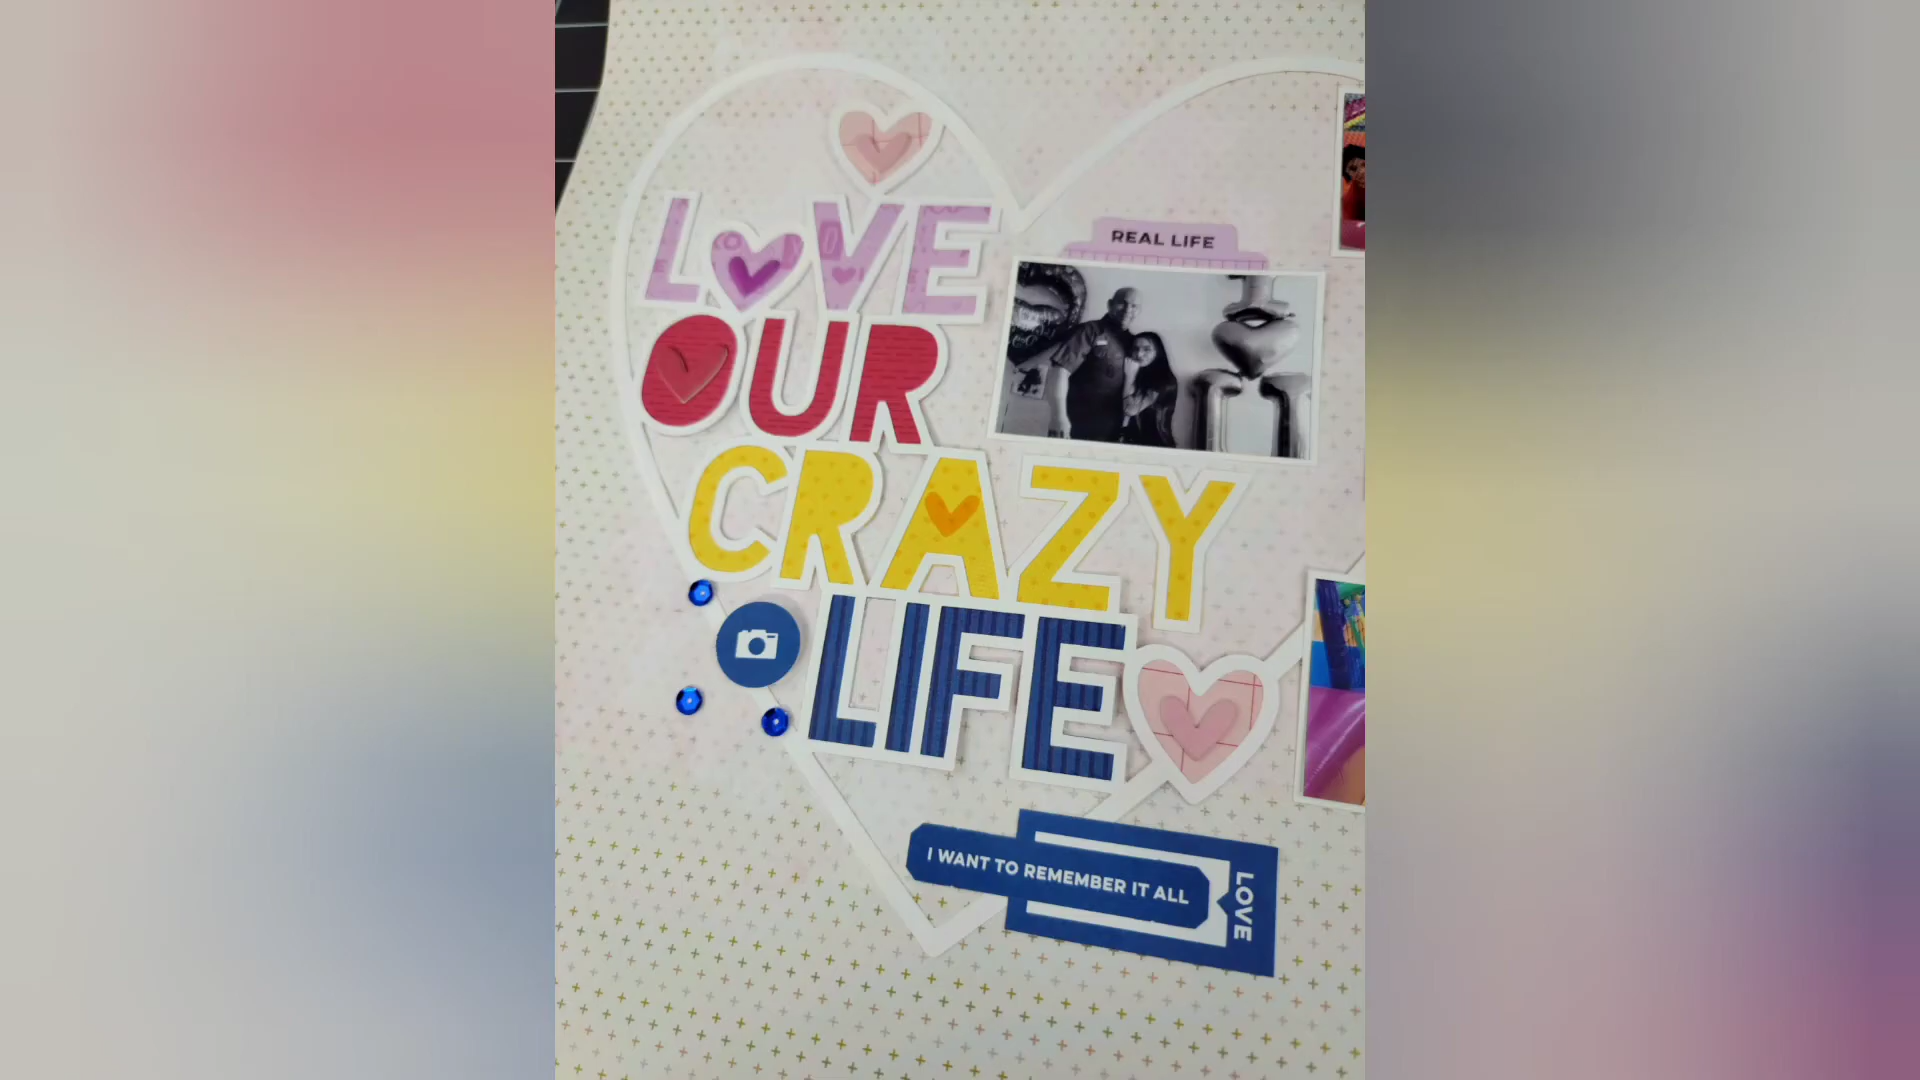 LOVE
OUR
CRAZY
LIFE
REAL LIFE
I WANT TO REMEMBER IT ALL
LOVE